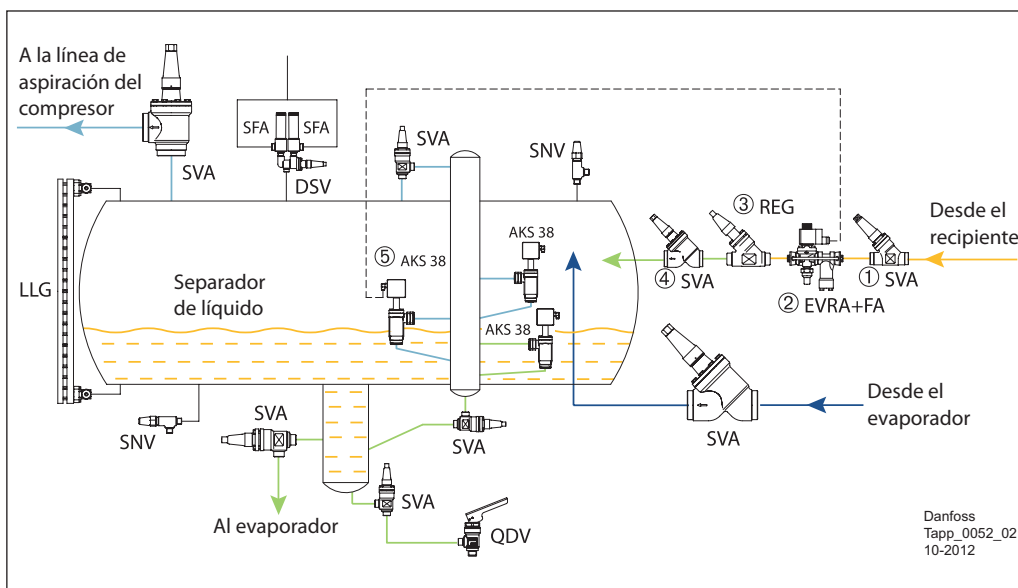 A la línea de
aspiración del
compresor
SVA
SFA
SFA
DSV
SVA
SNV
③ REG
Desde el
recipiente
④
SVA
① SVA
② EVRA+FA
LLG
Separador
de líquido
⑤ AKS 38
AKS 38
AKS 38
Desde el
evaporador
SVA
SNV
SVA
SVA
SVA
Al evaporador
QDV
Danfoss
Tapp_0052_02
10-2012